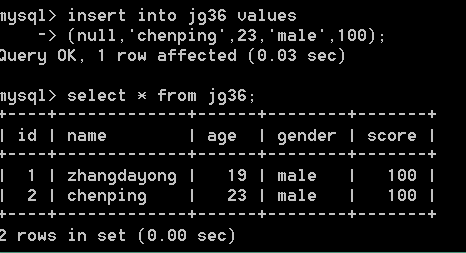 mysql> insert into jg36 values
    -> (null,'chenping',23,'male',100);
Query OK, 1 row affected (0.03 sec)
mysql> select * from jg36;
+----+------------+------+--------+-------+
| id | name       | age  | gender | score |
+----+------------+------+--------+-------+
|  1 | zhangdayong |   19 | male   |   100 |
|  2 | chenping   |   23 | male   |   100 |
+----+------------+------+--------+-------+
2 rows in set (0.00 sec)